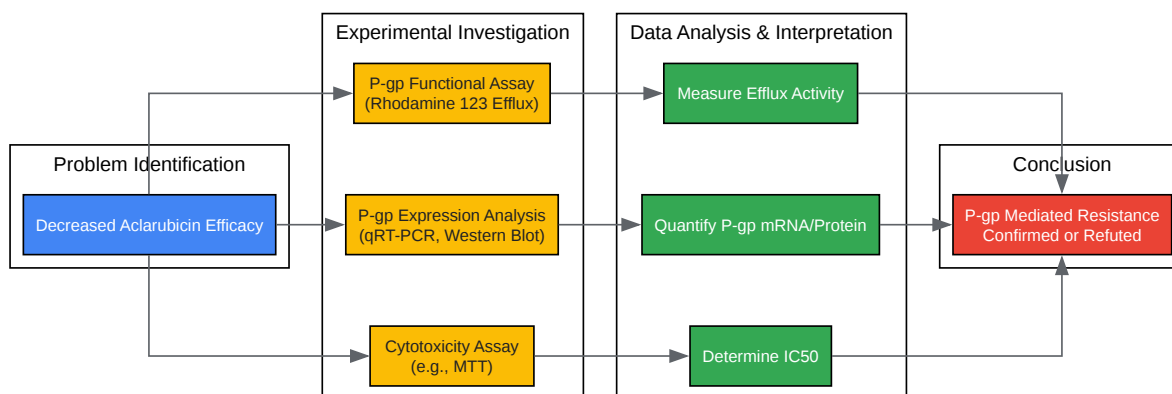 Experimental Investigation
Data Analysis & Interpretation
P-gp Functional Assay
(Rhodamine 123 Efflux)
Measure Efflux Activity
Problem Identification
Conclusion
Decreased Aclarubicin Efficacy
P-gp Expression Analysis
(qRT-PCR, Western Blot)
Quantify P-gp mRNA/Protein
P-gp Mediated Resistance
Confirmed or Refuted
Cytotoxicity Assay
(e.g., MTT)
Determine IC50